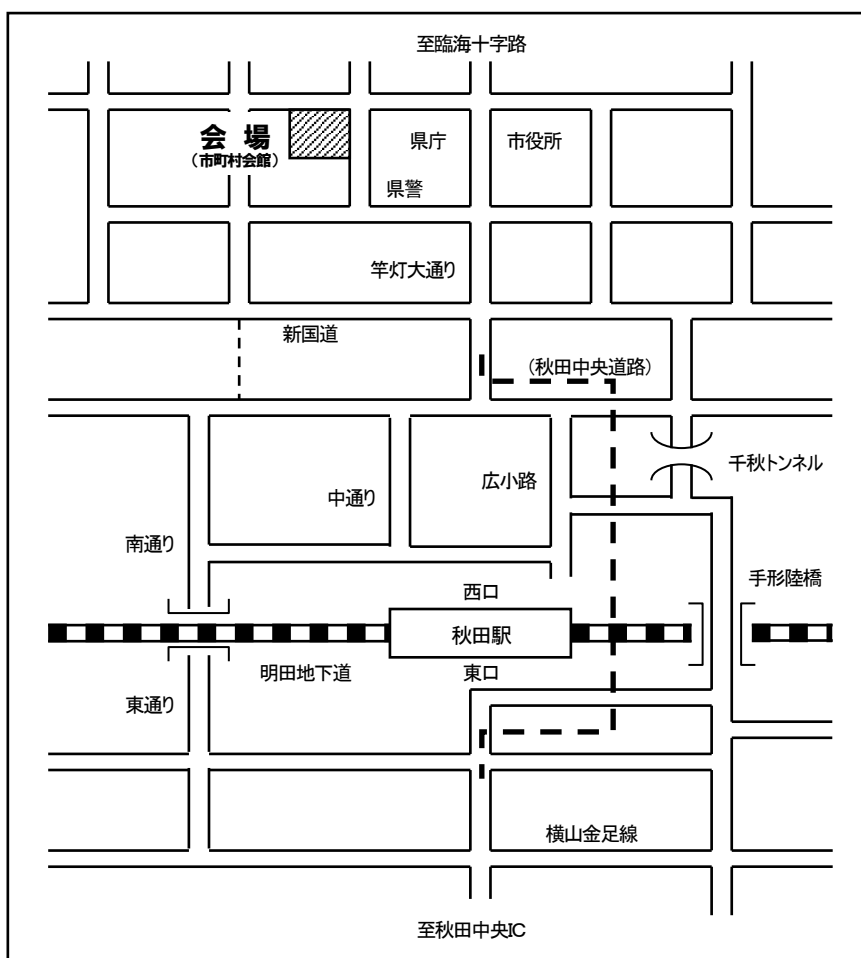 至臨海十字路
会 場
(市町村会館)
県庁
市役所
県警
竿灯大通り
新国道
(秋田中央道路)
千秋トンネル
広小路
中通り
南通り
手形陸橋
西口
秋田駅
東口
明田地下道
東通り
横山金足線
至秋田中央IC